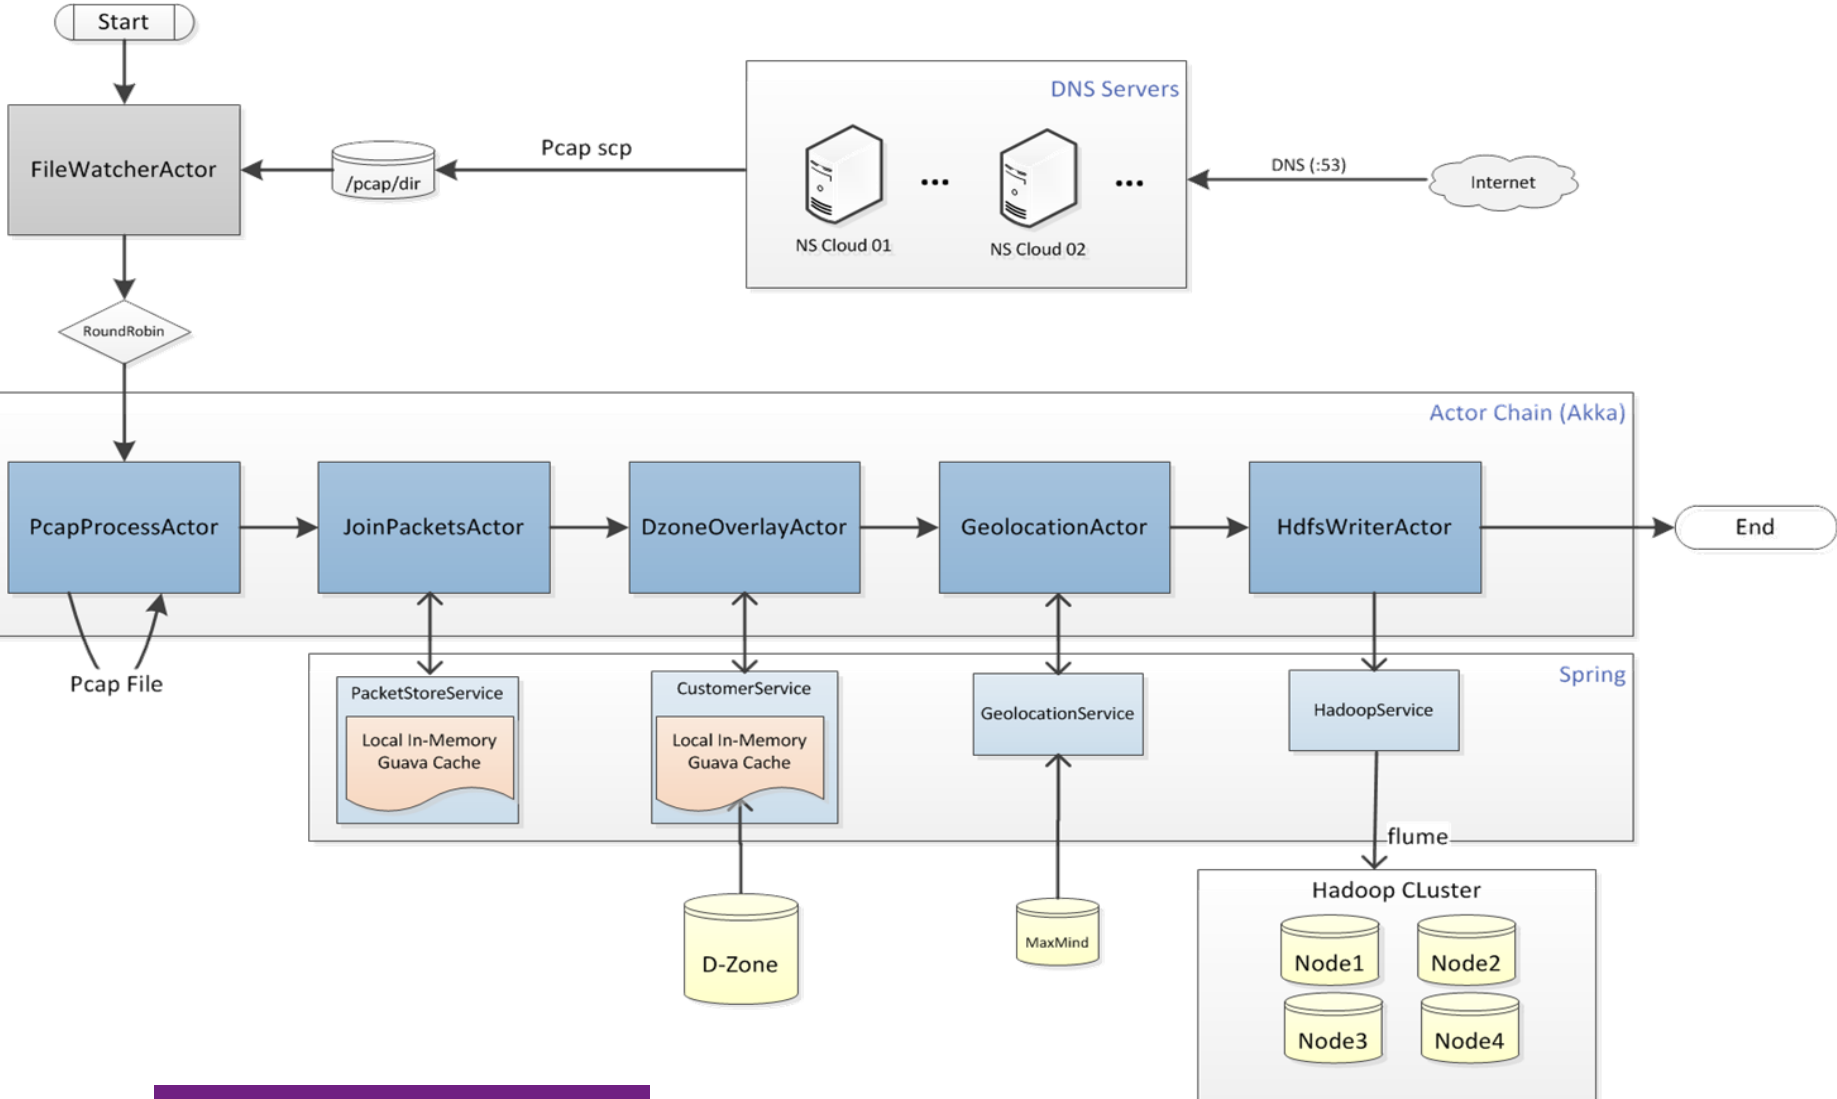 Start
DNS Servers
FileWatcherActor
/pcap/dir
Pcap scp
NS Cloud 01
...
NS Cloud 02
...
DNS (:53)
Internet
RoundRobin
Actor Chain (Akka)
PcapProcessActor
JoinPacketsActor
DzoneOverlayActor
GeolocationActor
HdfsWriterActor
End
Pcap File
Spring
PacketStoreService
Local In-Memory
Guava Cache
CustomerService
Local In-Memory
Guava Cache
GeolocationService
HadoopService
flume
D-Zone
MaxMind
Hadoop CLuster
Node1
Node2
Node3
Node4